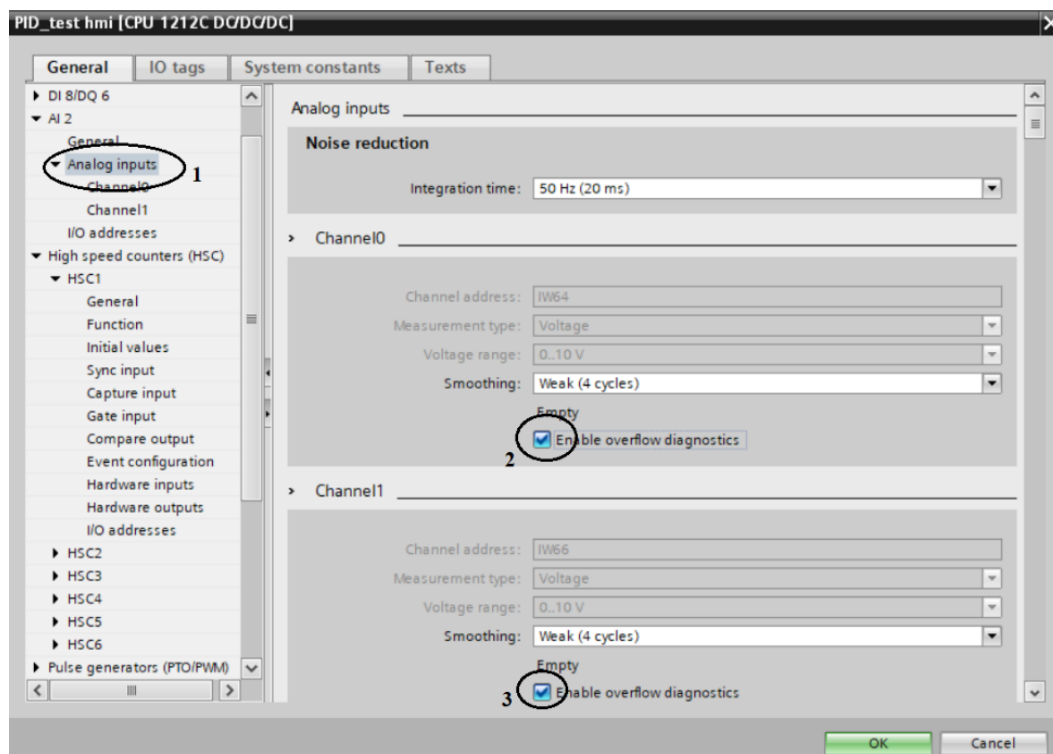 PID_test hmi [CPU 1212C DC/DC/DC]
General IO tags System constants Texts
DI 8/DQ 6
AI 2
General
Analog inputs
1
Channel0
Channel1
I/O addresses
High speed counters (HSC)
HSC1
General
Function
Initial values
Sync input
Capture input
Gate input
Compare output
Event configuration
Hardware inputs
Hardware outputs
I/O addresses
HSC2
HSC3
HSC4
HSC5
HSC6
Pulse generators (PTO/PWM)
Analog inputs
Noise reduction
Integration time: 50 Hz (20 ms)
Channel0
Channel address: IW64
Measurement type: Voltage
Voltage range: 0..10 V
Smoothing: Weak (4 cycles)
Empty
Enable overflow diagnostics
2
Channel1
Channel address: IW66
Measurement type: Voltage
Voltage range: 0..10 V
Smoothing: Weak (4 cycles)
Empty
3 Enable overflow diagnostics
OK Cancel